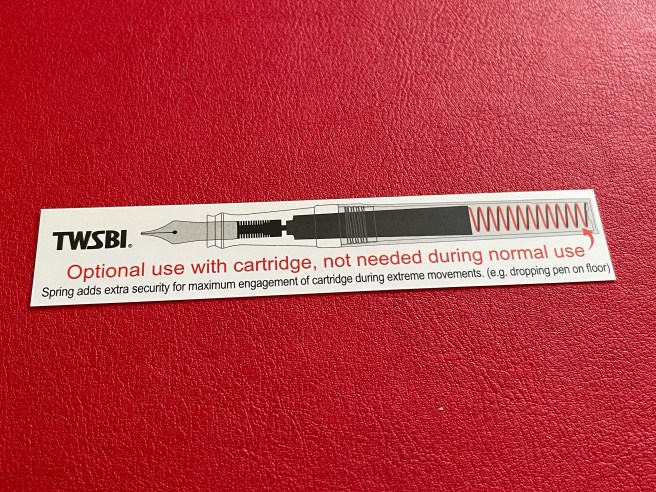 TWSBI®
Optional use with cartridge, not needed during normal use
Spring adds extra security for maximum engagement of cartridge during extreme movements. (e.g. dropping pen on floor)